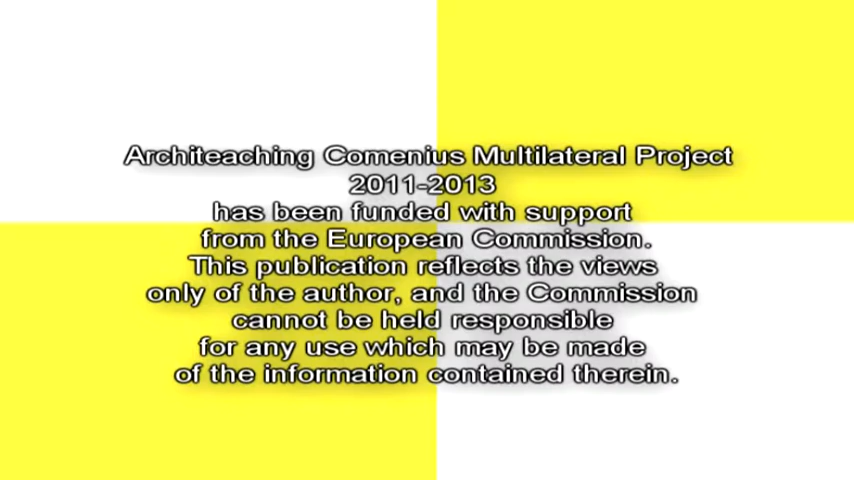 Architeaching Comenius Multilateral Project
2011-2013
has been funded with support
from the European Commission.
This publication reflects the views
only of the author, and the Commission
cannot be held responsible
for any use which may be made
of the information contained therein.